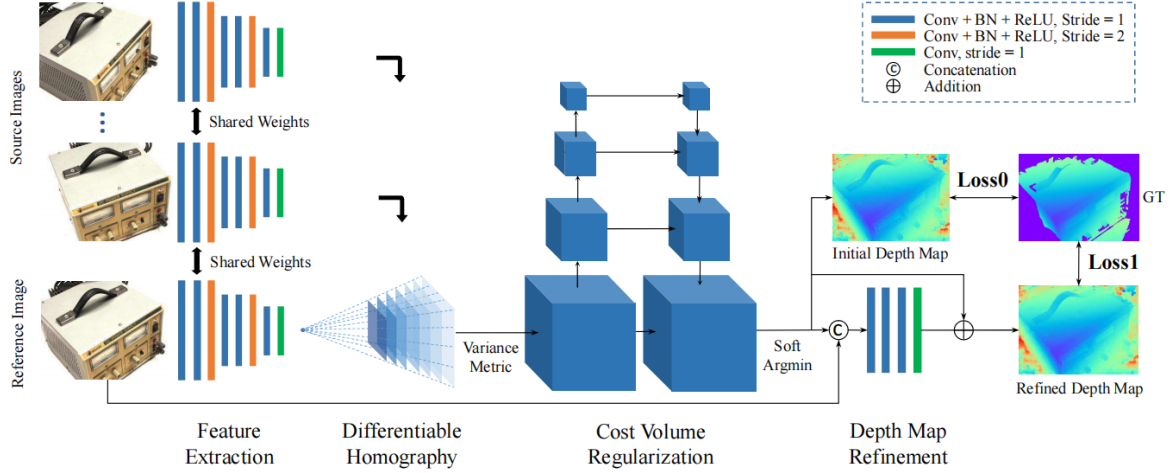 Source Images
Reference Image
Shared Weights
Shared Weights
Conv + BN + ReLU, Stride = 1
Conv + BN + ReLU, Stride = 2
Conv, stride = 1
C Concatenation
Addition
Loss0
GT
Initial Depth Map
Loss1
Variance
Metric
Soft
Argmin
C
Refined Depth Map
Feature
Extraction
Differentiable
Homography
Cost Volume
Regularization
Depth Map
Refinement